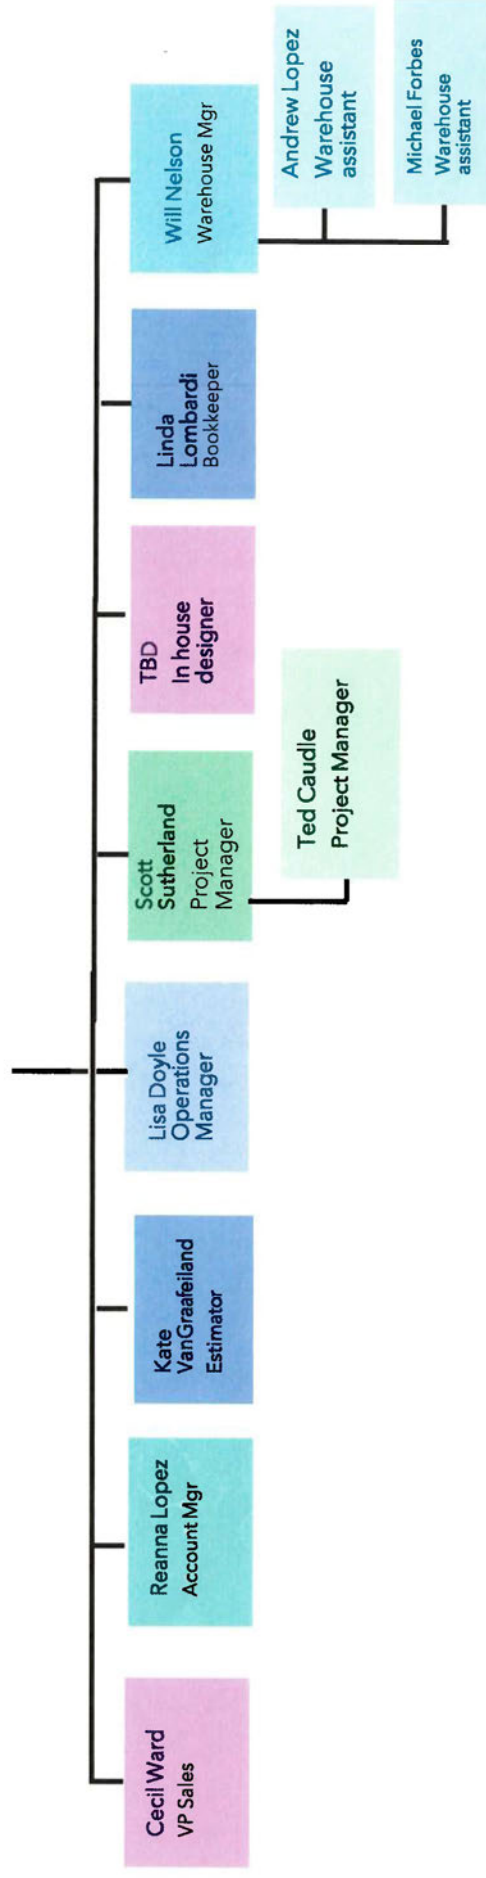 Cecil Ward
VP Sales
Reanna Lopez
Account Mgr
Kate
VanGraafeiland
Estimator
Lisa Doyle
Operations
Manager
Scott
Sutherland
Project
Manager
Ted Caudle
Project Manager
TBD
In house
designer
Linda
Lombardi
Bookkeeper
Will Nelson
Warehouse Mgr
Andrew Lopez
Warehouse
assistant
Michael Forbes
Warehouse
assistant